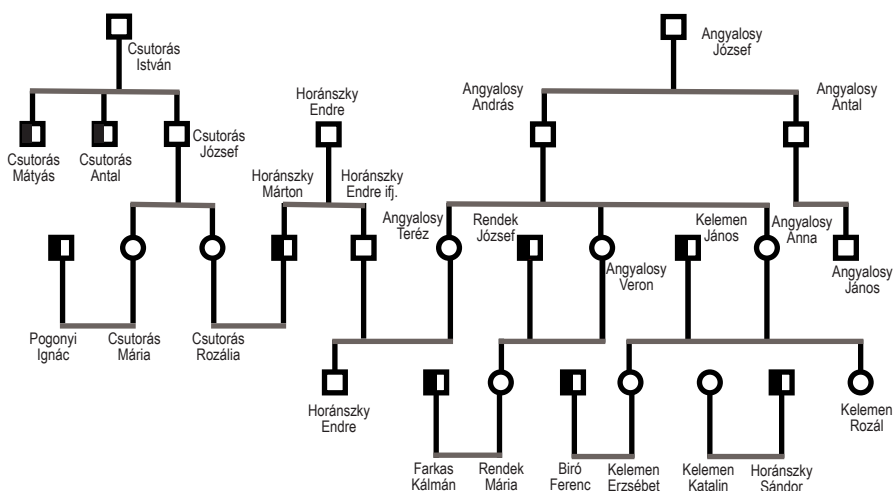 Csutorás
István
Angyalosy
József
Horánszky
Endre
Angyalosy
András
Angyalosy
Antal
Csutorás
Mátyás
Csutorás
Antal
Csutorás
József
Horánszky
Márton
Horánszky
Endre ifj.
Angyalosy
Teréz
Rendek
József
Angyalosy
Veron
Kelemen
János
Angyalosy
Anna
Angyalosy
János
Pogonyi
Ignác
Csutorás
Mária
Csutorás
Rozália
Horánszky
Endre
Kelemen
Rozál
Farkas
Kálmán
Rendek
Mária
Biró
Ferenc
Kelemen
Erzsébet
Kelemen
Katalin
Horánszky
Sándor